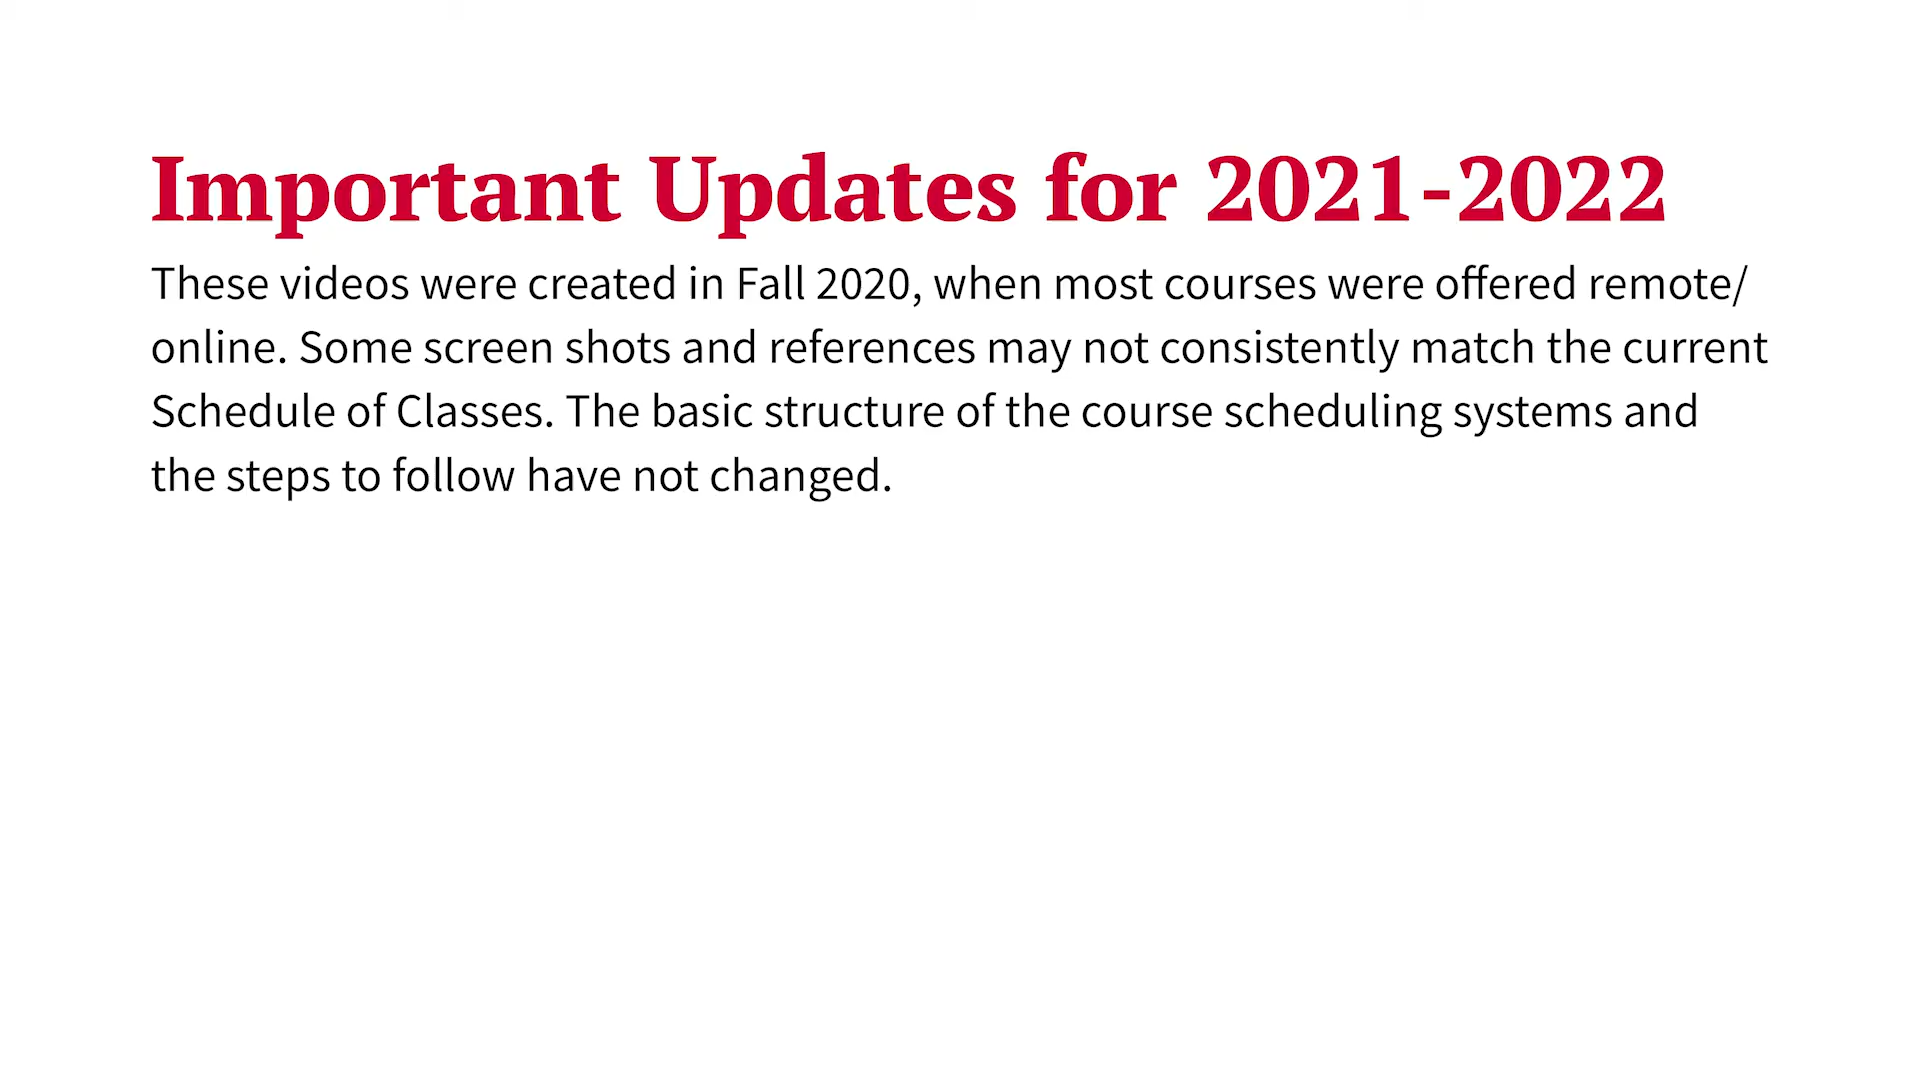 Important Updates for 2021-2022
These videos were created in Fall 2020, when most courses were offered remote/
online. Some screen shots and references may not consistently match the current
Schedule of Classes. The basic structure of the course scheduling systems and
the steps to follow have not changed.